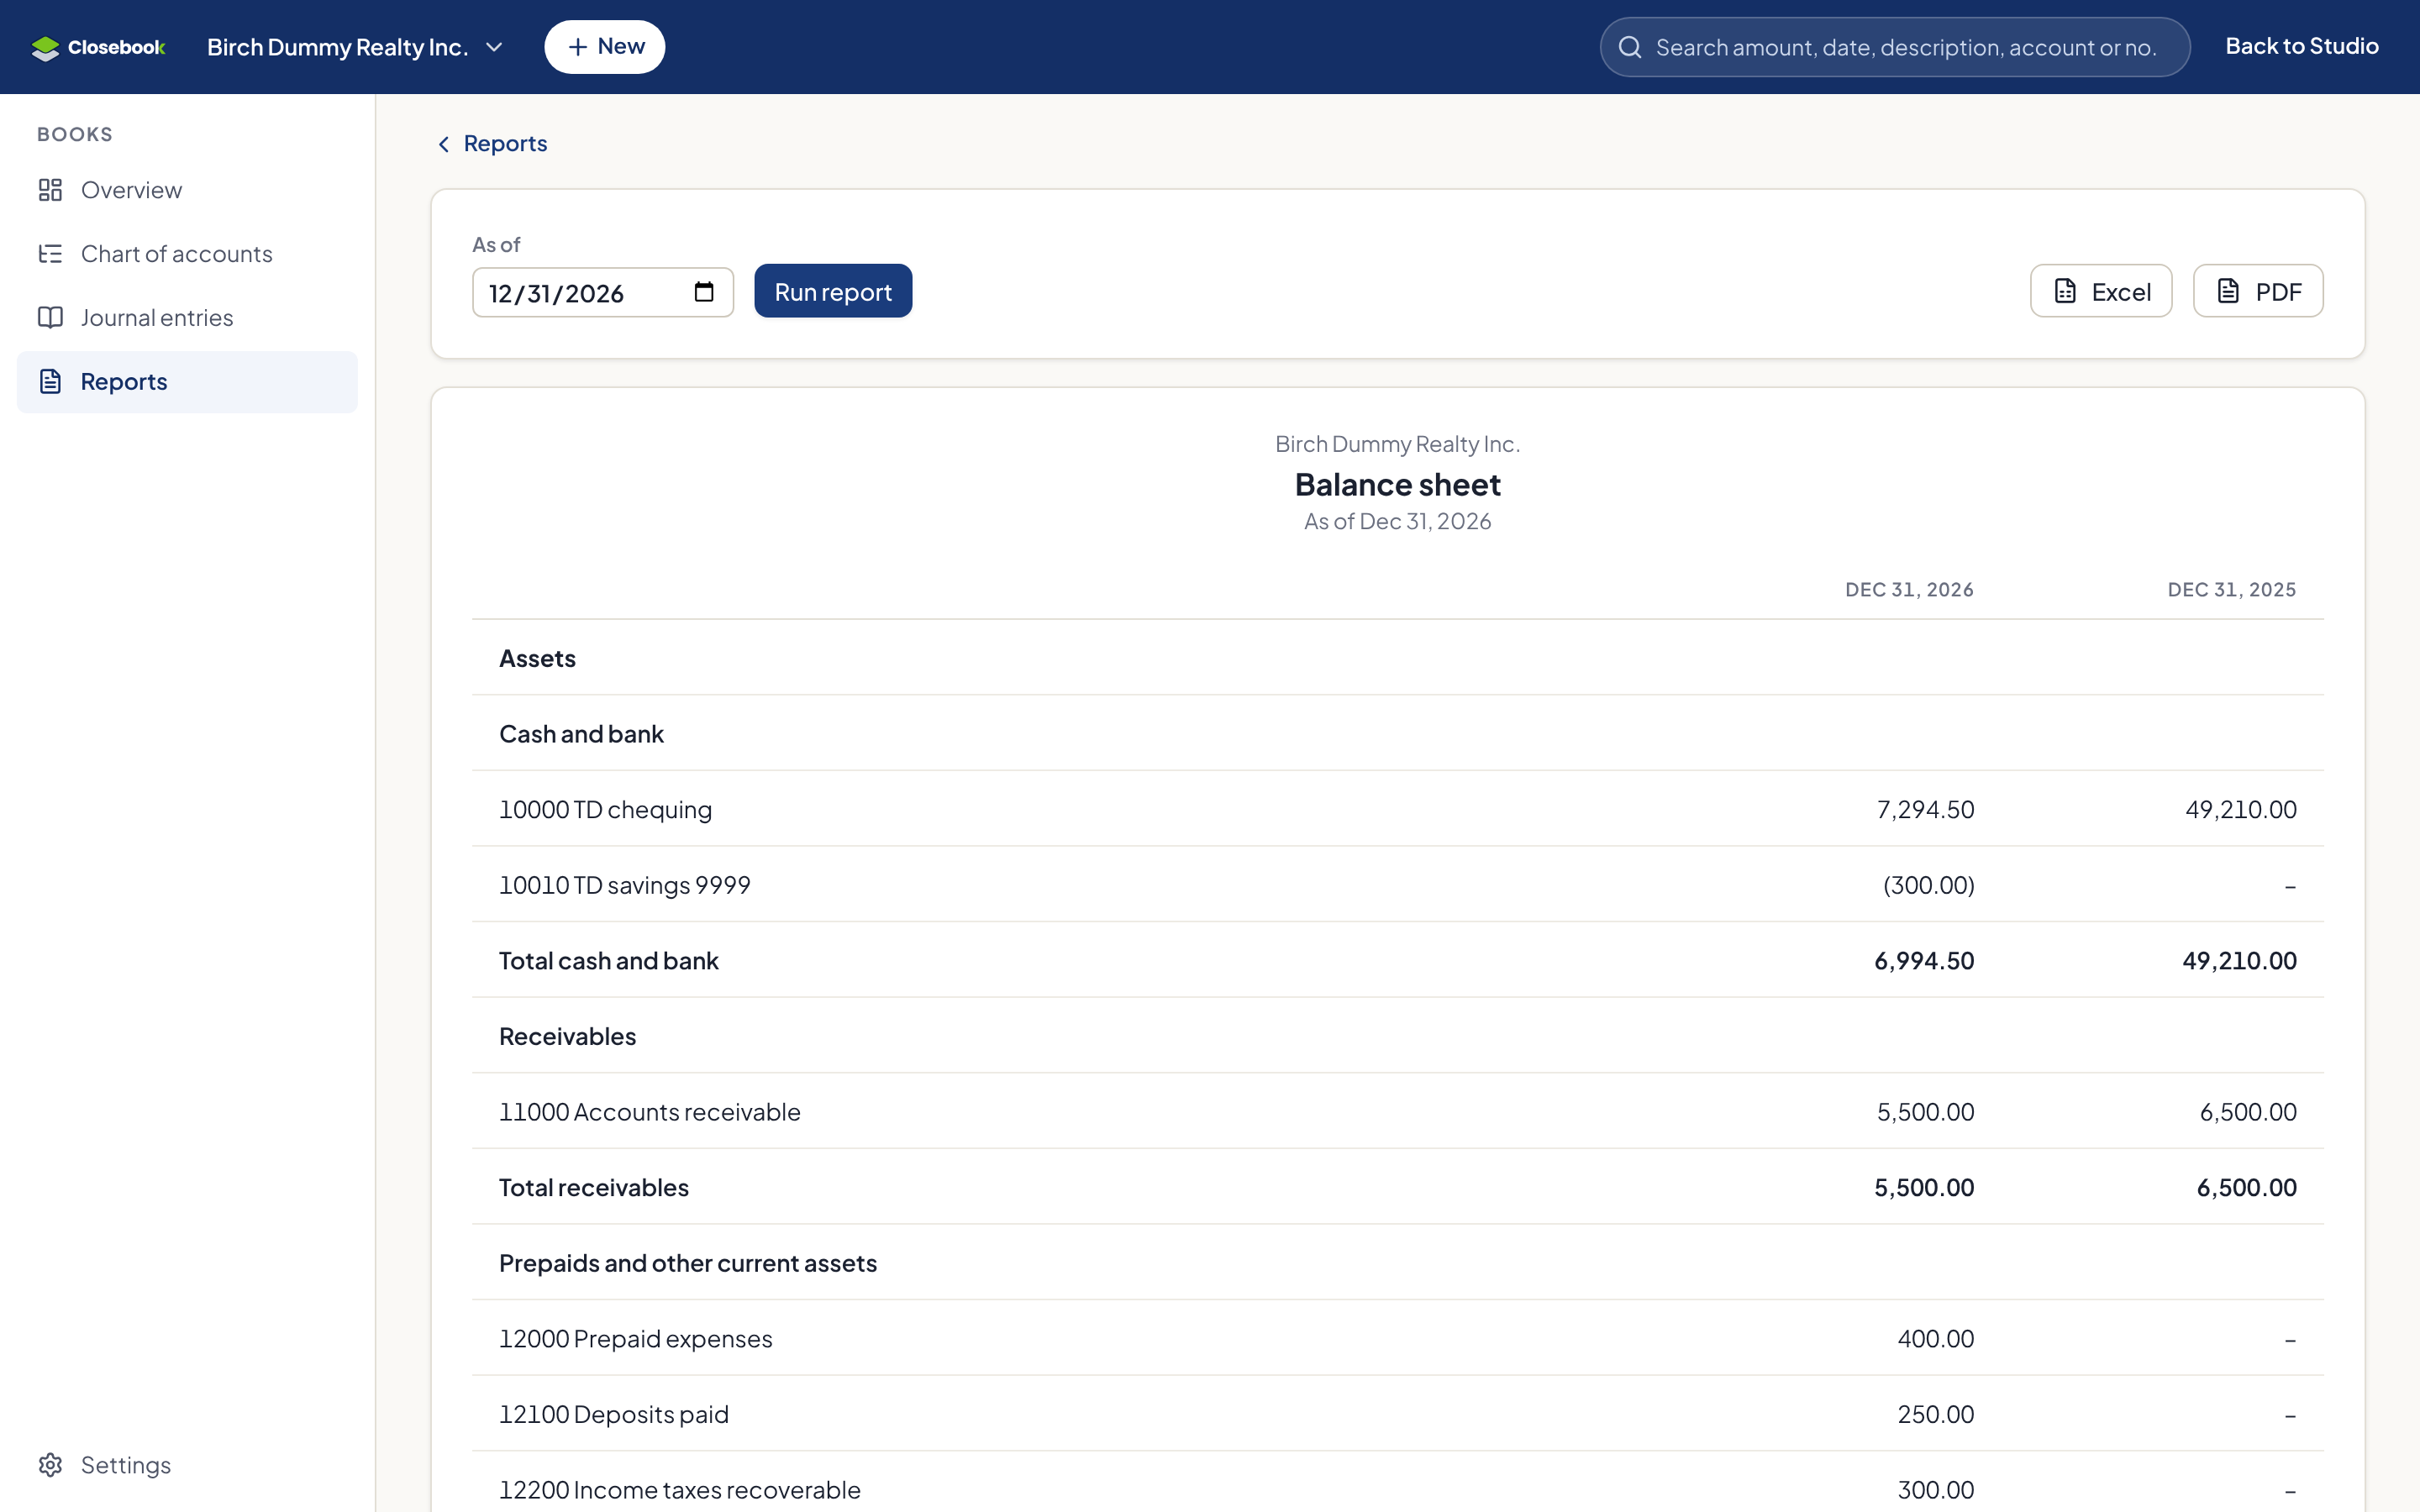 Closebook
Birch Dummy Realty Inc.
New
Search amount, date, description, account or no.
Back to Studio
BOOKS
Overview
Chart of accounts
Journal entries
Reports
Settings
Reports
As of
12/31/2026
Run report
Excel
PDF
Birch Dummy Realty Inc.
Balance sheet
As of Dec 31, 2026
DEC 31, 2026 DEC 31, 2025
Assets
Cash and bank
10000 TD chequing 7,294.50 49,210.00
10010 TD savings 9999 (300.00) –
Total cash and bank 6,994.50 49,210.00
Receivables
11000 Accounts receivable 5,500.00 6,500.00
Total receivables 5,500.00 6,500.00
Prepaids and other current assets
12000 Prepaid expenses 400.00 –
12100 Deposits paid 250.00 –
12200 Income taxes recoverable 300.00 –